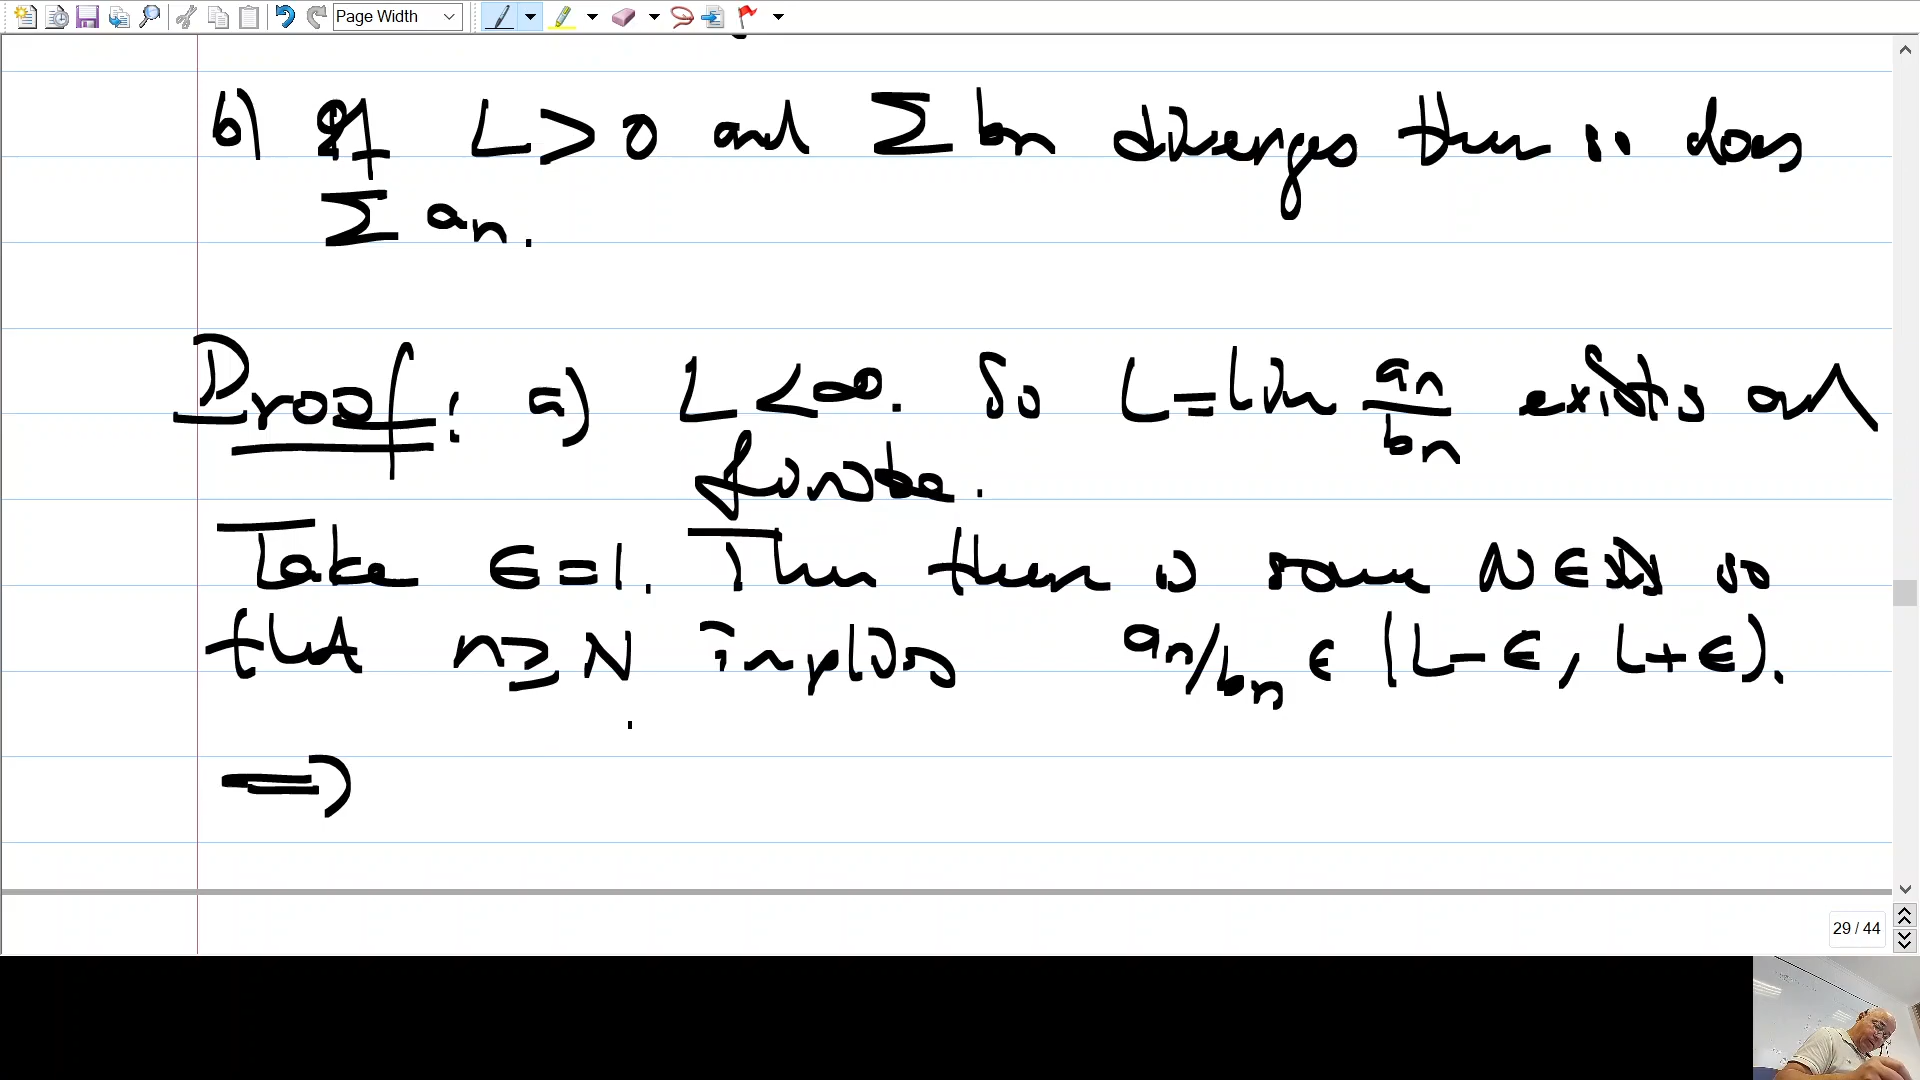 Page Width
b) If L > 0 and Σ bn diverges then so does
Σ an.
Proof: a) L < ∞. So L = lim an/bn exists and
finite.
Take ϵ = 1. Then there is some N ∈ ℕ so
that n ≥ N implies an/bn ∈ (L − ϵ, L + ϵ).
⟹
29 / 44